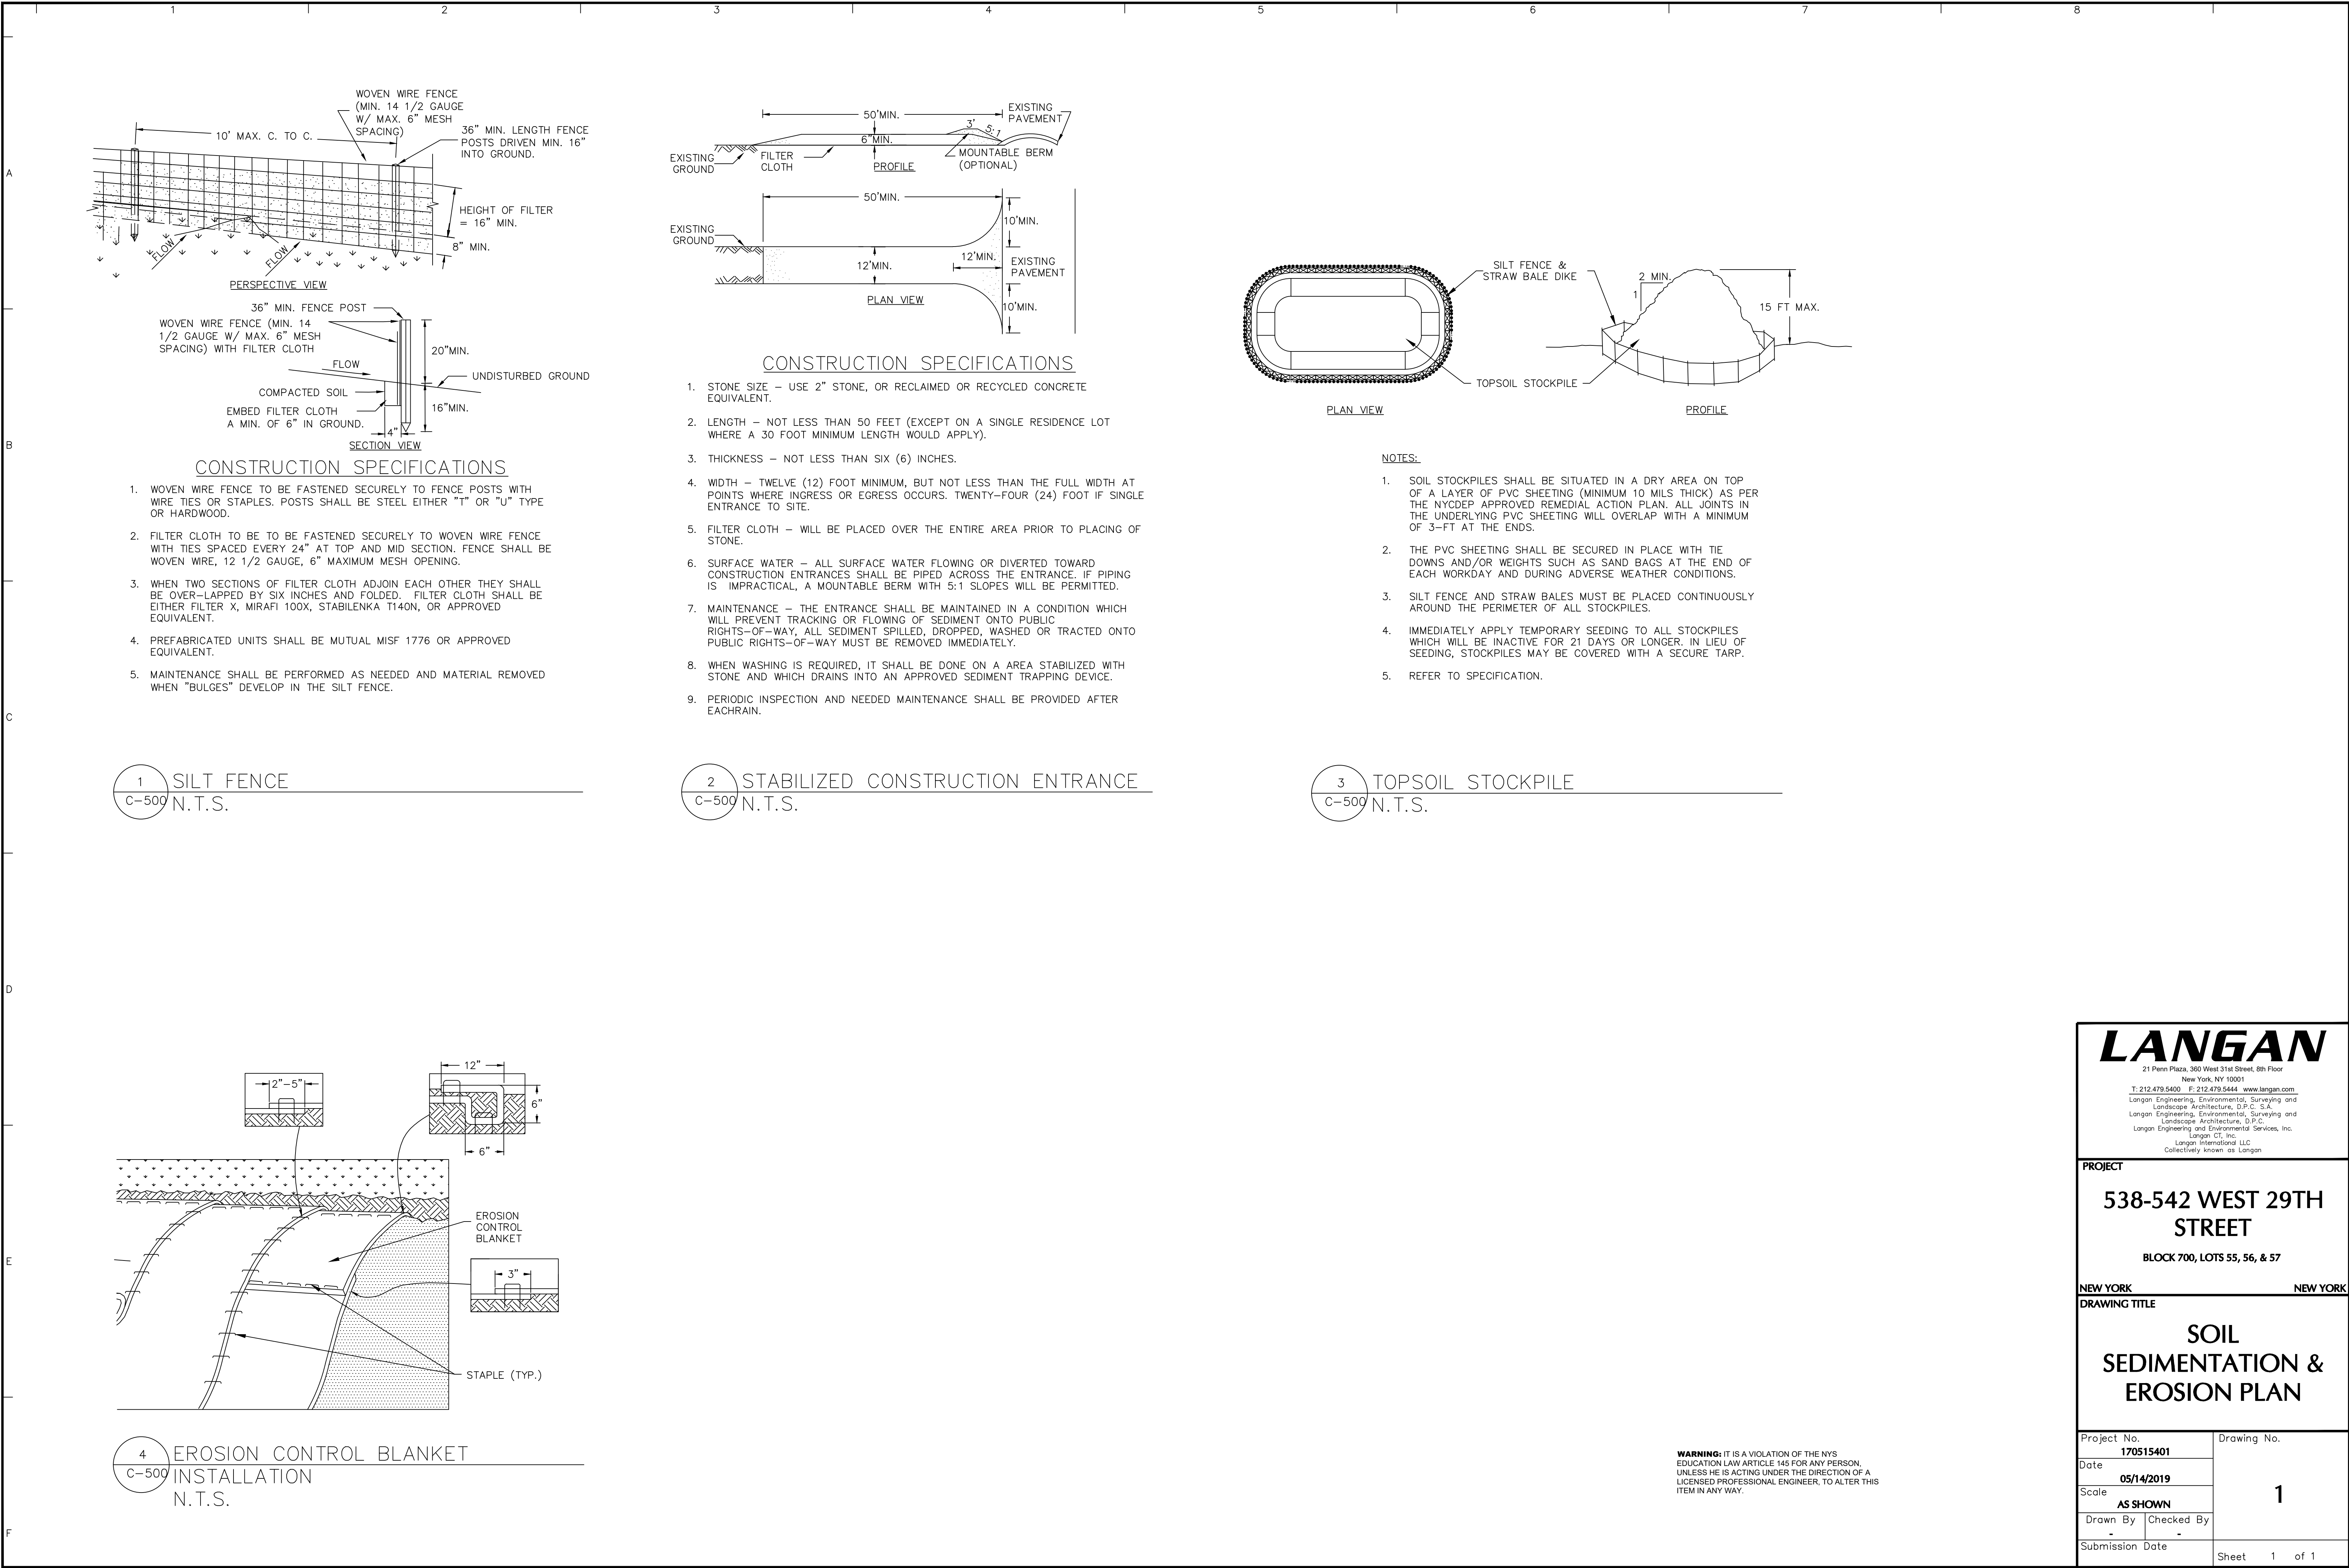 1 2 3 4 5 6 7 8
A
B
C
D
E
F
WOVEN WIRE FENCE
(MIN. 14 1/2 GAUGE
W/ MAX. 6" MESH
SPACING)
10' MAX. C. TO C.
36" MIN. LENGTH FENCE
POSTS DRIVEN MIN. 16"
INTO GROUND.
HEIGHT OF FILTER
= 16" MIN.
8" MIN.
FLOW
FLOW
PERSPECTIVE VIEW
36" MIN. FENCE POST
WOVEN WIRE FENCE (MIN. 14
1/2 GAUGE W/ MAX. 6" MESH
SPACING) WITH FILTER CLOTH
20"MIN.
FLOW
UNDISTURBED GROUND
COMPACTED SOIL
16"MIN.
EMBED FILTER CLOTH
A MIN. OF 6" IN GROUND.
4"
SECTION VIEW
CONSTRUCTION SPECIFICATIONS
1. WOVEN WIRE FENCE TO BE FASTENED SECURELY TO FENCE POSTS WITH
WIRE TIES OR STAPLES. POSTS SHALL BE STEEL EITHER "T" OR "U" TYPE
OR HARDWOOD.
2. FILTER CLOTH TO BE TO BE FASTENED SECURELY TO WOVEN WIRE FENCE
WITH TIES SPACED EVERY 24" AT TOP AND MID SECTION. FENCE SHALL BE
WOVEN WIRE, 12 1/2 GAUGE, 6" MAXIMUM MESH OPENING.
3. WHEN TWO SECTIONS OF FILTER CLOTH ADJOIN EACH OTHER THEY SHALL
BE OVER-LAPPED BY SIX INCHES AND FOLDED. FILTER CLOTH SHALL BE
EITHER FILTER X, MIRAFI 100X, STABILENKA T140N, OR APPROVED
EQUIVALENT.
4. PREFABRICATED UNITS SHALL BE MUTUAL MISF 1776 OR APPROVED
EQUIVALENT.
5. MAINTENANCE SHALL BE PERFORMED AS NEEDED AND MATERIAL REMOVED
WHEN "BULGES" DEVELOP IN THE SILT FENCE.
1
C-500
SILT FENCE
N.T.S.
50'MIN.
EXISTING
PAVEMENT
3'
5:1
6"MIN.
EXISTING
GROUND
FILTER
CLOTH
PROFILE
MOUNTABLE BERM
(OPTIONAL)
50'MIN.
10'MIN.
EXISTING
GROUND
12'MIN.
12'MIN.
EXISTING
PAVEMENT
PLAN VIEW
10'MIN.
CONSTRUCTION SPECIFICATIONS
1. STONE SIZE - USE 2" STONE, OR RECLAIMED OR RECYCLED CONCRETE
EQUIVALENT.
2. LENGTH - NOT LESS THAN 50 FEET (EXCEPT ON A SINGLE RESIDENCE LOT
WHERE A 30 FOOT MINIMUM LENGTH WOULD APPLY).
3. THICKNESS - NOT LESS THAN SIX (6) INCHES.
4. WIDTH - TWELVE (12) FOOT MINIMUM, BUT NOT LESS THAN THE FULL WIDTH AT
POINTS WHERE INGRESS OR EGRESS OCCURS. TWENTY-FOUR (24) FOOT IF SINGLE
ENTRANCE TO SITE.
5. FILTER CLOTH - WILL BE PLACED OVER THE ENTIRE AREA PRIOR TO PLACING OF
STONE.
6. SURFACE WATER - ALL SURFACE WATER FLOWING OR DIVERTED TOWARD
CONSTRUCTION ENTRANCES SHALL BE PIPED ACROSS THE ENTRANCE. IF PIPING
IS IMPRACTICAL, A MOUNTABLE BERM WITH 5:1 SLOPES WILL BE PERMITTED.
7. MAINTENANCE - THE ENTRANCE SHALL BE MAINTAINED IN A CONDITION WHICH
WILL PREVENT TRACKING OR FLOWING OF SEDIMENT ONTO PUBLIC
RIGHTS-OF-WAY, ALL SEDIMENT SPILLED, DROPPED, WASHED OR TRACTED ONTO
PUBLIC RIGHTS-OF-WAY MUST BE REMOVED IMMEDIATELY.
8. WHEN WASHING IS REQUIRED, IT SHALL BE DONE ON A AREA STABILIZED WITH
STONE AND WHICH DRAINS INTO AN APPROVED SEDIMENT TRAPPING DEVICE.
9. PERIODIC INSPECTION AND NEEDED MAINTENANCE SHALL BE PROVIDED AFTER
EACHRAIN.
2
C-500
STABILIZED CONSTRUCTION ENTRANCE
N.T.S.
SILT FENCE &
STRAW BALE DIKE
2 MIN.
1
15 FT MAX.
TOPSOIL STOCKPILE
PLAN VIEW
PROFILE
NOTES:
1. SOIL STOCKPILES SHALL BE SITUATED IN A DRY AREA ON TOP
OF A LAYER OF PVC SHEETING (MINIMUM 10 MILS THICK) AS PER
THE NYCDEP APPROVED REMEDIAL ACTION PLAN. ALL JOINTS IN
THE UNDERLYING PVC SHEETING WILL OVERLAP WITH A MINIMUM
OF 3-FT AT THE ENDS.
2. THE PVC SHEETING SHALL BE SECURED IN PLACE WITH TIE
DOWNS AND/OR WEIGHTS SUCH AS SAND BAGS AT THE END OF
EACH WORKDAY AND DURING ADVERSE WEATHER CONDITIONS.
3. SILT FENCE AND STRAW BALES MUST BE PLACED CONTINUOUSLY
AROUND THE PERIMETER OF ALL STOCKPILES.
4. IMMEDIATELY APPLY TEMPORARY SEEDING TO ALL STOCKPILES
WHICH WILL BE INACTIVE FOR 21 DAYS OR LONGER. IN LIEU OF
SEEDING, STOCKPILES MAY BE COVERED WITH A SECURE TARP.
5. REFER TO SPECIFICATION.
3
C-500
TOPSOIL STOCKPILE
N.T.S.
2"-5"
12"
6"
6"
EROSION
CONTROL
BLANKET
3"
STAPLE (TYP.)
4
C-500
EROSION CONTROL BLANKET
INSTALLATION
N.T.S.
WARNING: IT IS A VIOLATION OF THE NYS
EDUCATION LAW ARTICLE 145 FOR ANY PERSON,
UNLESS HE IS ACTING UNDER THE DIRECTION OF A
LICENSED PROFESSIONAL ENGINEER, TO ALTER THIS
ITEM IN ANY WAY.
LANGAN
21 Penn Plaza, 360 West 31st Street, 8th Floor
New York, NY 10001
T: 212.479.5400 F: 212.479.5444 www.langan.com
Langan Engineering, Environmental, Surveying and
Landscape Architecture, D.P.C. S.A.
Langan Engineering, Environmental, Surveying and
Landscape Architecture, D.P.C.
Langan Engineering and Environmental Services, Inc.
Langan CT, Inc.
Langan International LLC
Collectively known as Langan
PROJECT
538-542 WEST 29TH
STREET
BLOCK 700, LOTS 55, 56, & 57
NEW YORK NEW YORK
DRAWING TITLE
SOIL
SEDIMENTATION &
EROSION PLAN
Project No.
170515401
Date
05/14/2019
Scale
AS SHOWN
Drawn By
-
Checked By
-
Submission Date
Drawing No.
1
Sheet 1 of 1